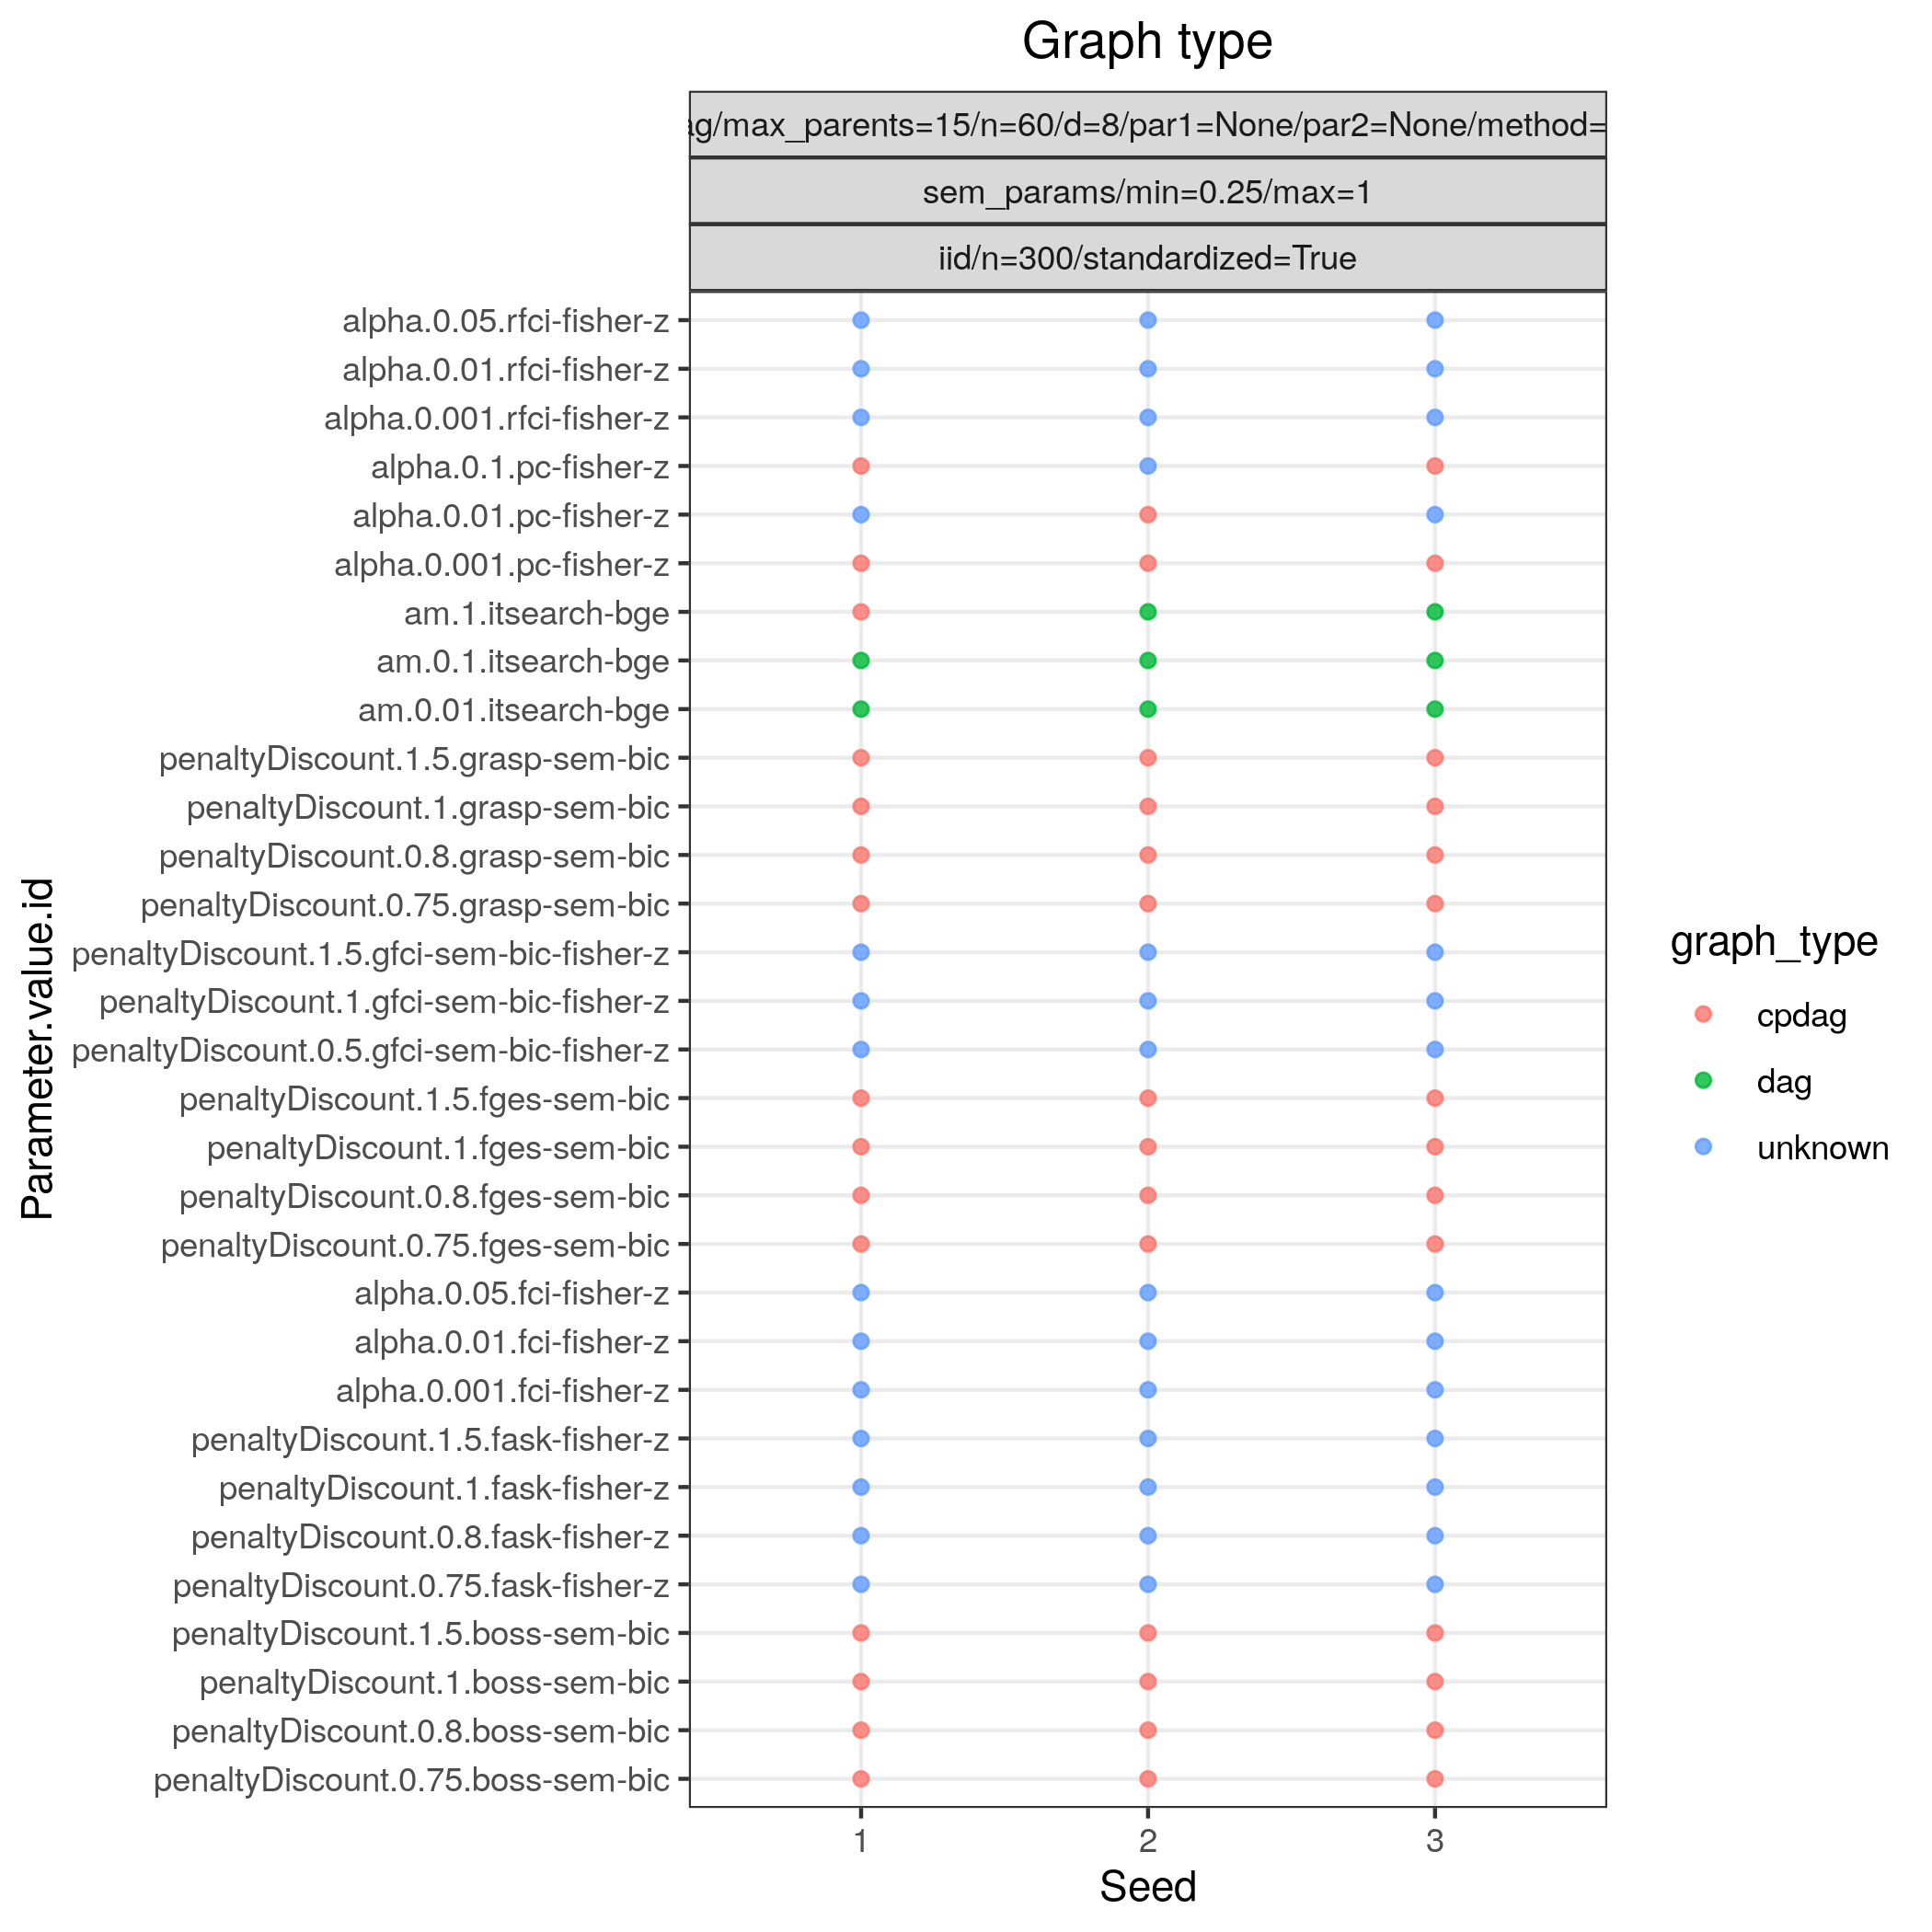 Graph type
ag/max_parents=15/n=60/d=8/par1=None/par2=None/method=
sem_params/min=0.25/max=1
iid/n=300/standardized=True
alpha.0.05.rfci-fisher-z
alpha.0.01.rfci-fisher-z
alpha.0.001.rfci-fisher-z
alpha.0.1.pc-fisher-z
alpha.0.01.pc-fisher-z
alpha.0.001.pc-fisher-z
am.1.itsearch-bge
am.0.1.itsearch-bge
am.0.01.itsearch-bge
penaltyDiscount.1.5.grasp-sem-bic
penaltyDiscount.1.grasp-sem-bic
penaltyDiscount.0.8.grasp-sem-bic
penaltyDiscount.0.75.grasp-sem-bic
penaltyDiscount.1.5.gfci-sem-bic-fisher-z
penaltyDiscount.1.gfci-sem-bic-fisher-z
penaltyDiscount.0.5.gfci-sem-bic-fisher-z
penaltyDiscount.1.5.fges-sem-bic
penaltyDiscount.1.fges-sem-bic
penaltyDiscount.0.8.fges-sem-bic
penaltyDiscount.0.75.fges-sem-bic
alpha.0.05.fci-fisher-z
alpha.0.01.fci-fisher-z
alpha.0.001.fci-fisher-z
penaltyDiscount.1.5.fask-fisher-z
penaltyDiscount.1.fask-fisher-z
penaltyDiscount.0.8.fask-fisher-z
penaltyDiscount.0.75.fask-fisher-z
penaltyDiscount.1.5.boss-sem-bic
penaltyDiscount.1.boss-sem-bic
penaltyDiscount.0.8.boss-sem-bic
penaltyDiscount.0.75.boss-sem-bic
Parameter.value.id
1 2 3
Seed
graph_type
cpdag
dag
unknown